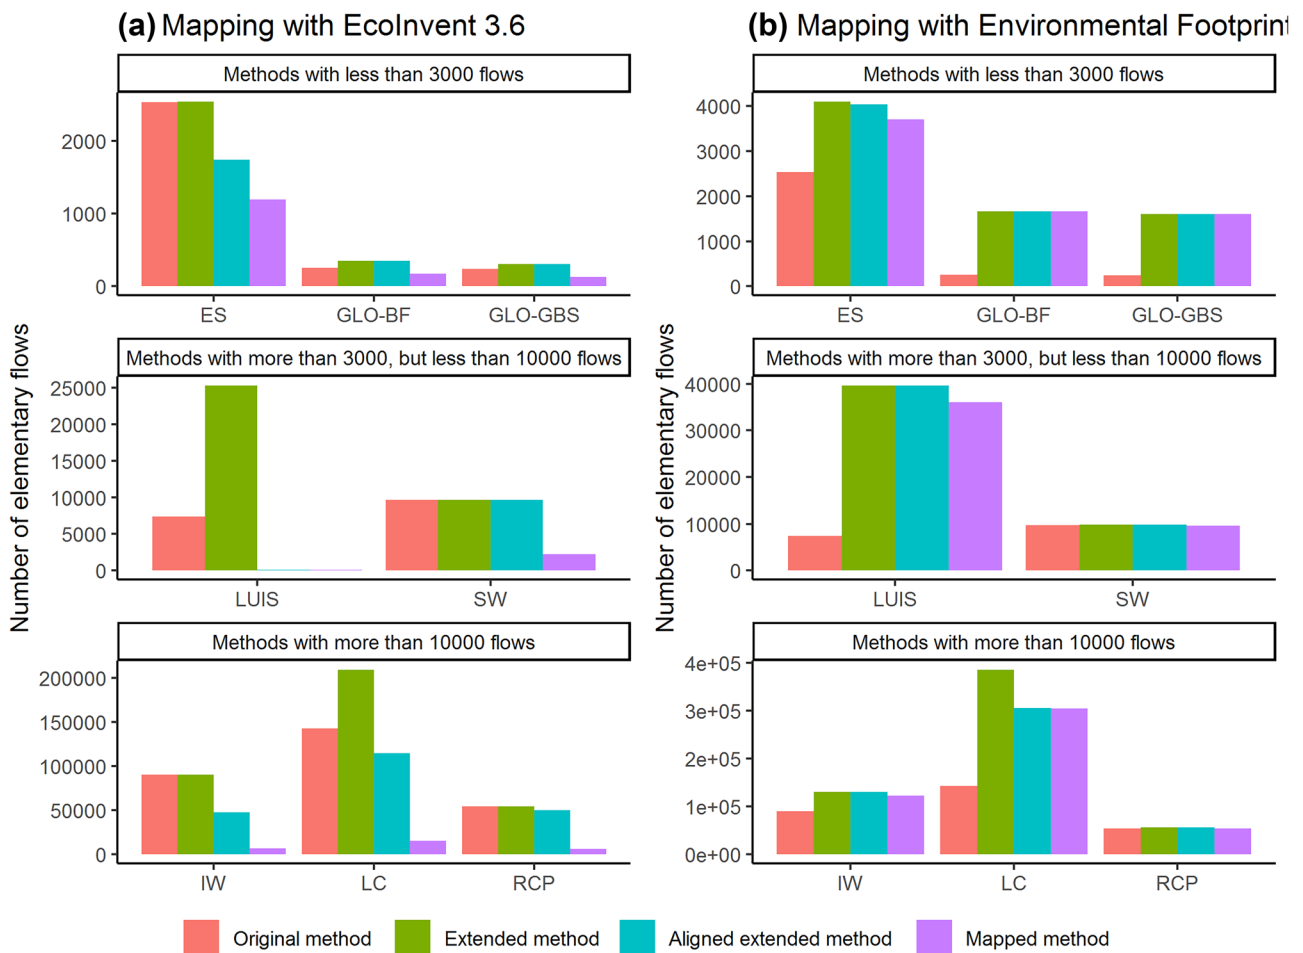 (a) Mapping with EcoInvent 3.6
Methods with less than 3000 flows
2000
1000
0
ES GLO-BF GLO-GBS
Methods with more than 3000, but less than 10000 flows
25000
20000
15000
10000
5000
0
LUIS SW
Methods with more than 10000 flows
200000
150000
100000
50000
0
IW LC RCP
Number of elementary flows
(b) Mapping with Environmental Footprint
Methods with less than 3000 flows
4000
3000
2000
1000
0
ES GLO-BF GLO-GBS
Methods with more than 3000, but less than 10000 flows
40000
30000
20000
10000
0
LUIS SW
Methods with more than 10000 flows
4e+05
3e+05
2e+05
1e+05
0e+00
IW LC RCP
Number of elementary flows
Original method Extended method Aligned extended method Mapped method